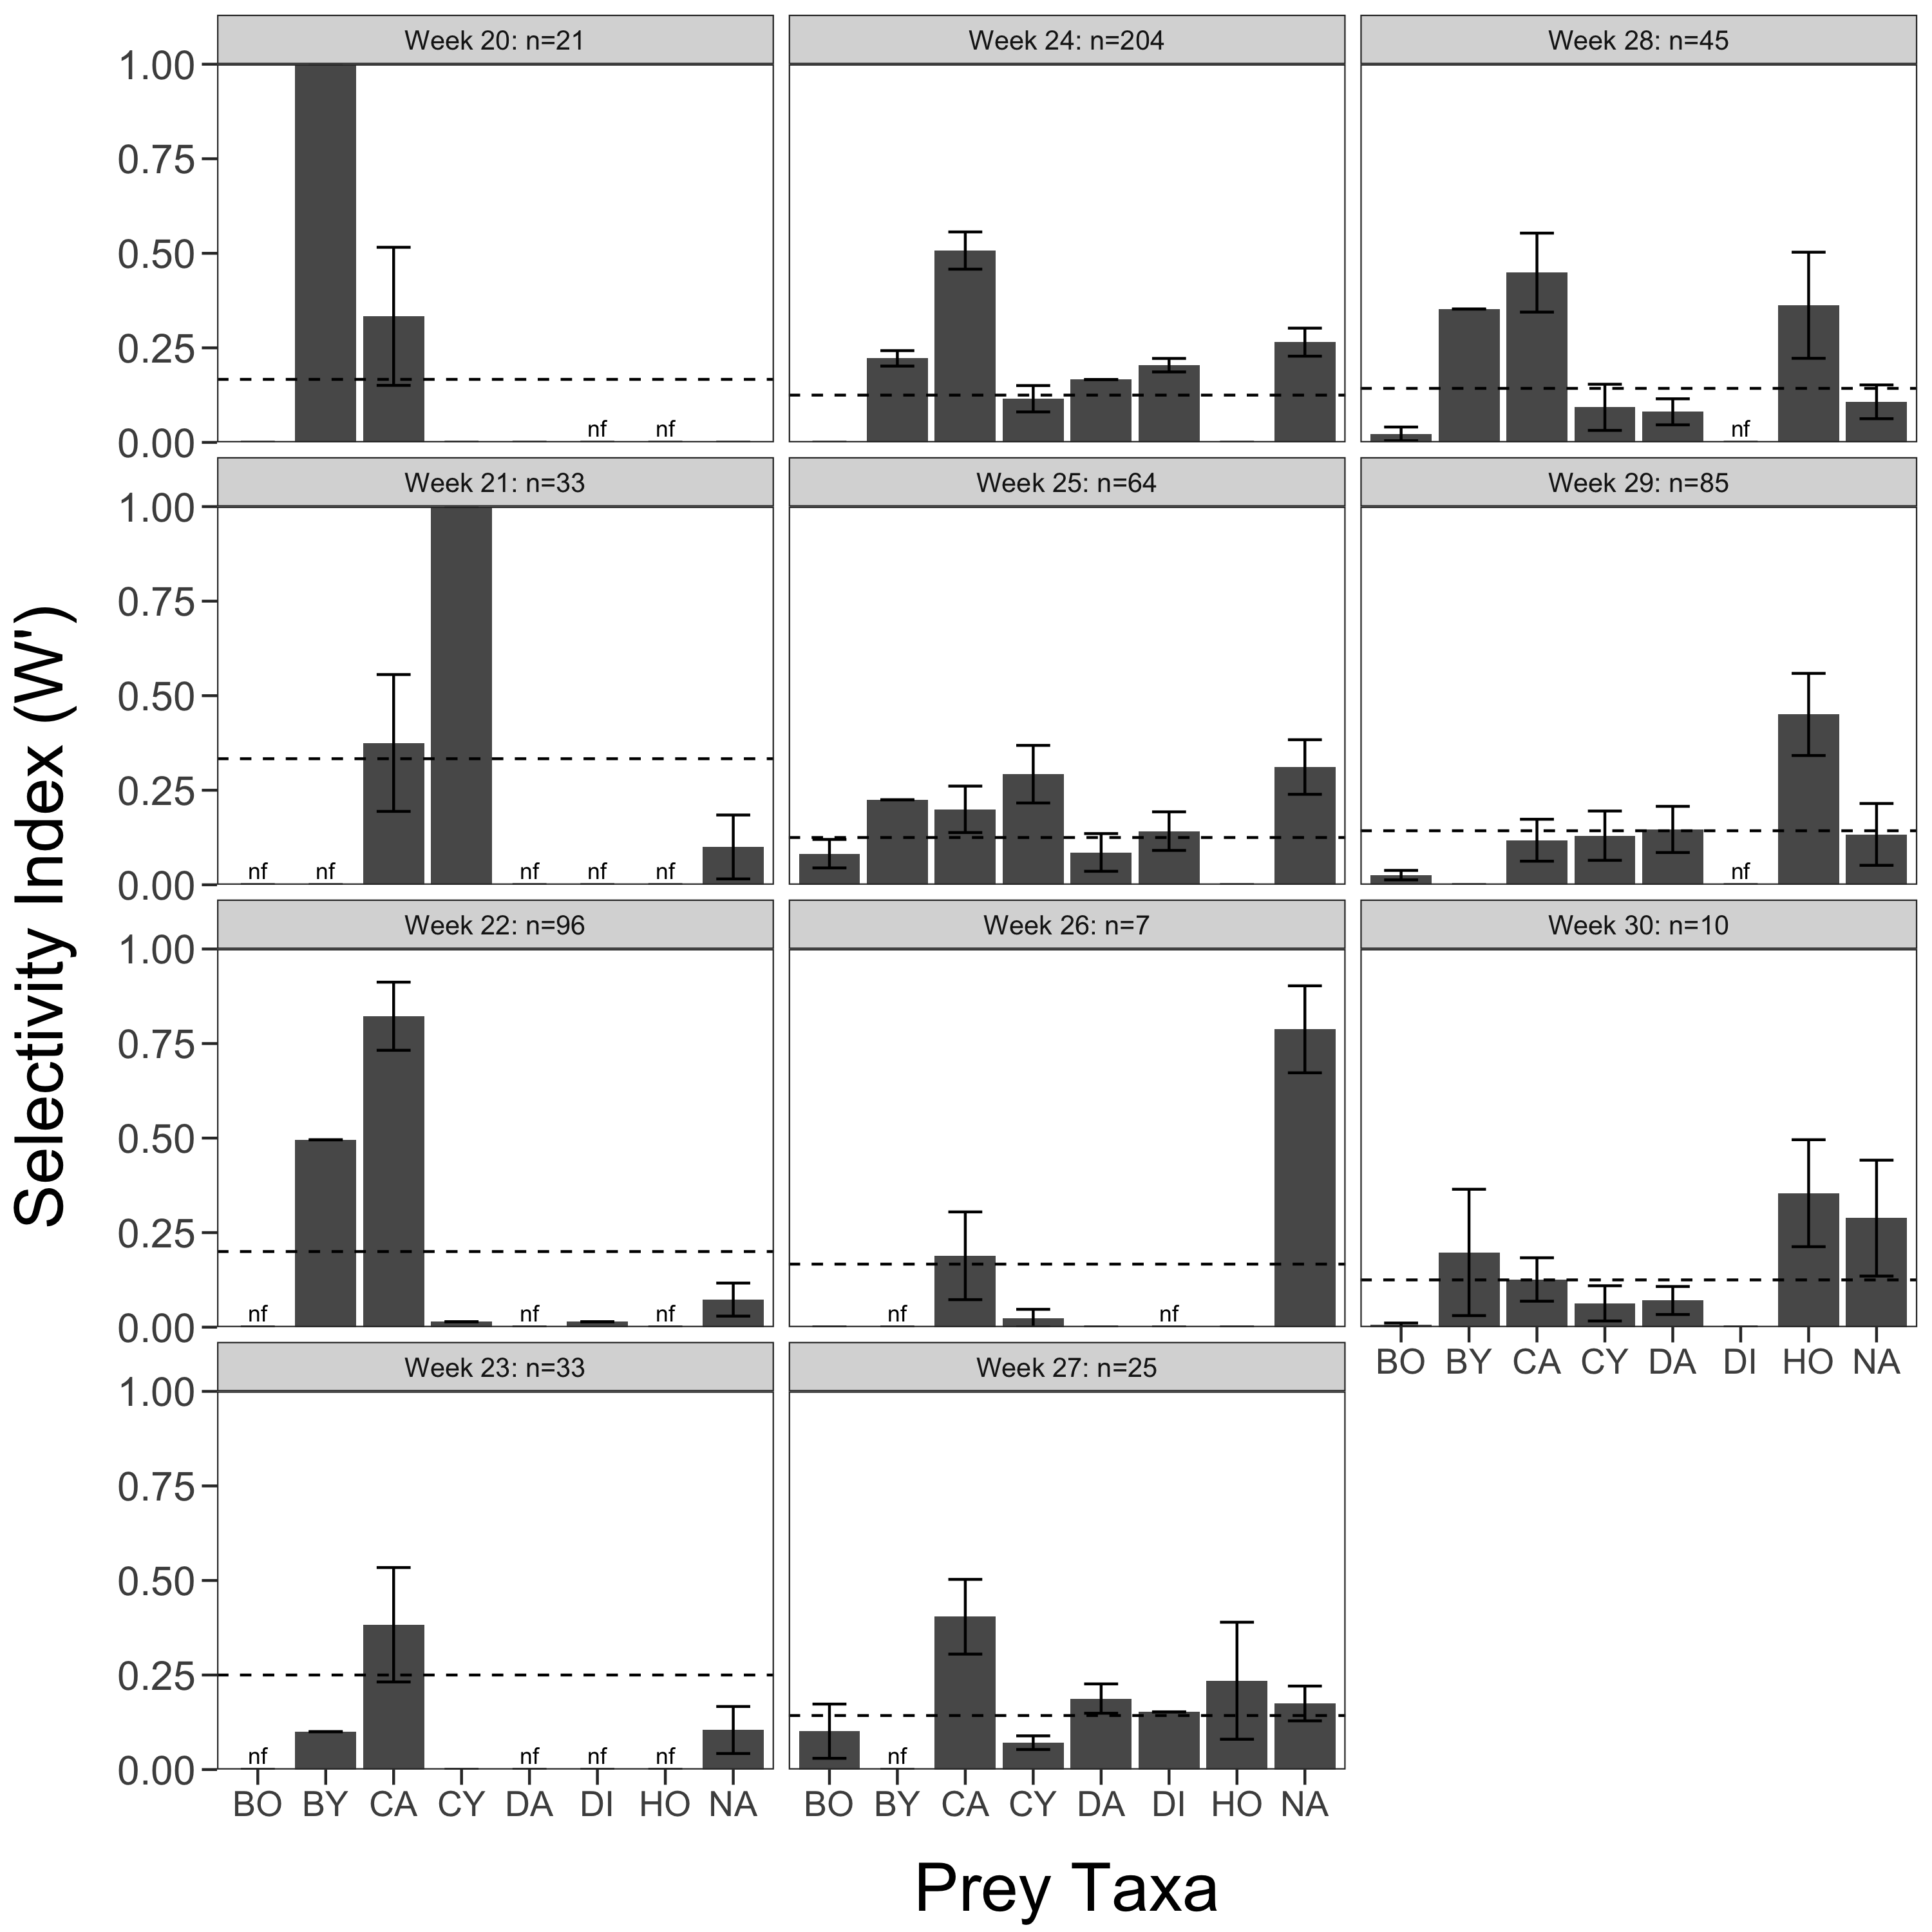 Week 20: n=21
Week 24: n=204
Week 28: n=45
1.00
0.75
0.50
0.25
0.00
nf nf
nf
Week 21: n=33
Week 25: n=64
Week 29: n=85
1.00
0.75
0.50
0.25
0.00
nf nf nf nf nf
nf
Week 22: n=96
Week 26: n=7
Week 30: n=10
1.00
0.75
0.50
0.25
0.00
nf nf nf
nf nf
BO BY CA CY DA DI HO NA
Week 23: n=33
Week 27: n=25
1.00
0.75
0.50
0.25
0.00
nf nf nf nf
nf
BO BY CA CY DA DI HO NA
BO BY CA CY DA DI HO NA
Selectivity Index (W')
Prey Taxa